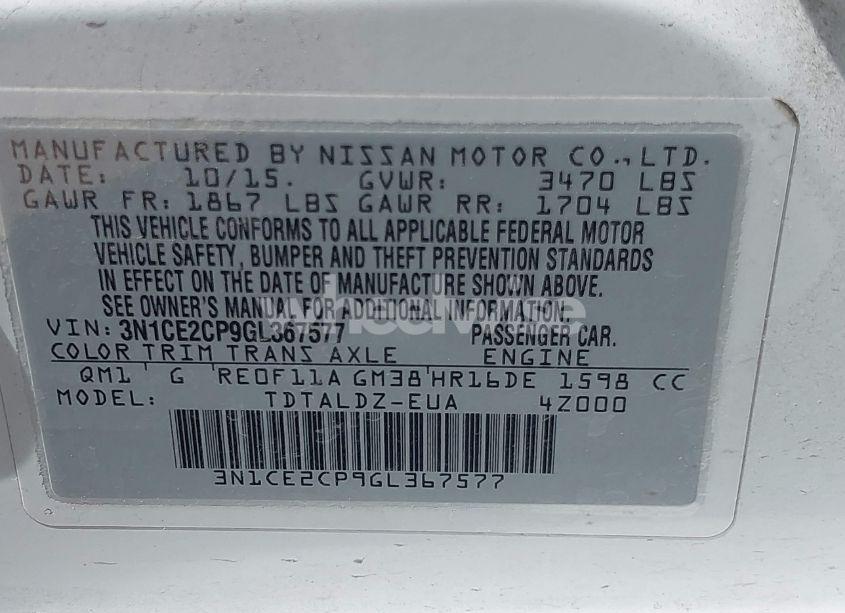 MANUFACTURED BY NISSAN MOTOR CO., LTD.
DATE: 10/15. GVWR: 3470 LBS
GAWR FR: 1867 LBS GAWR RR: 1704 LBS
THIS VEHICLE CONFORMS TO ALL APPLICABLE FEDERAL MOTOR
VEHICLE SAFETY, BUMPER AND THEFT PREVENTION STANDARDS
IN EFFECT ON THE DATE OF MANUFACTURE SHOWN ABOVE.
SEE OWNER'S MANUAL FOR ADDITIONAL INFORMATION.
VIN: 3N1CE2CP9GL367577 PASSENGER CAR.
COLOR TRIM TRANS AXLE ENGINE
QM1 G RE0F11A GM38 HR16DE 1598 CC
MODEL: TDTALDZ-EUA 4Z000
3N1CE2CP9GL367577